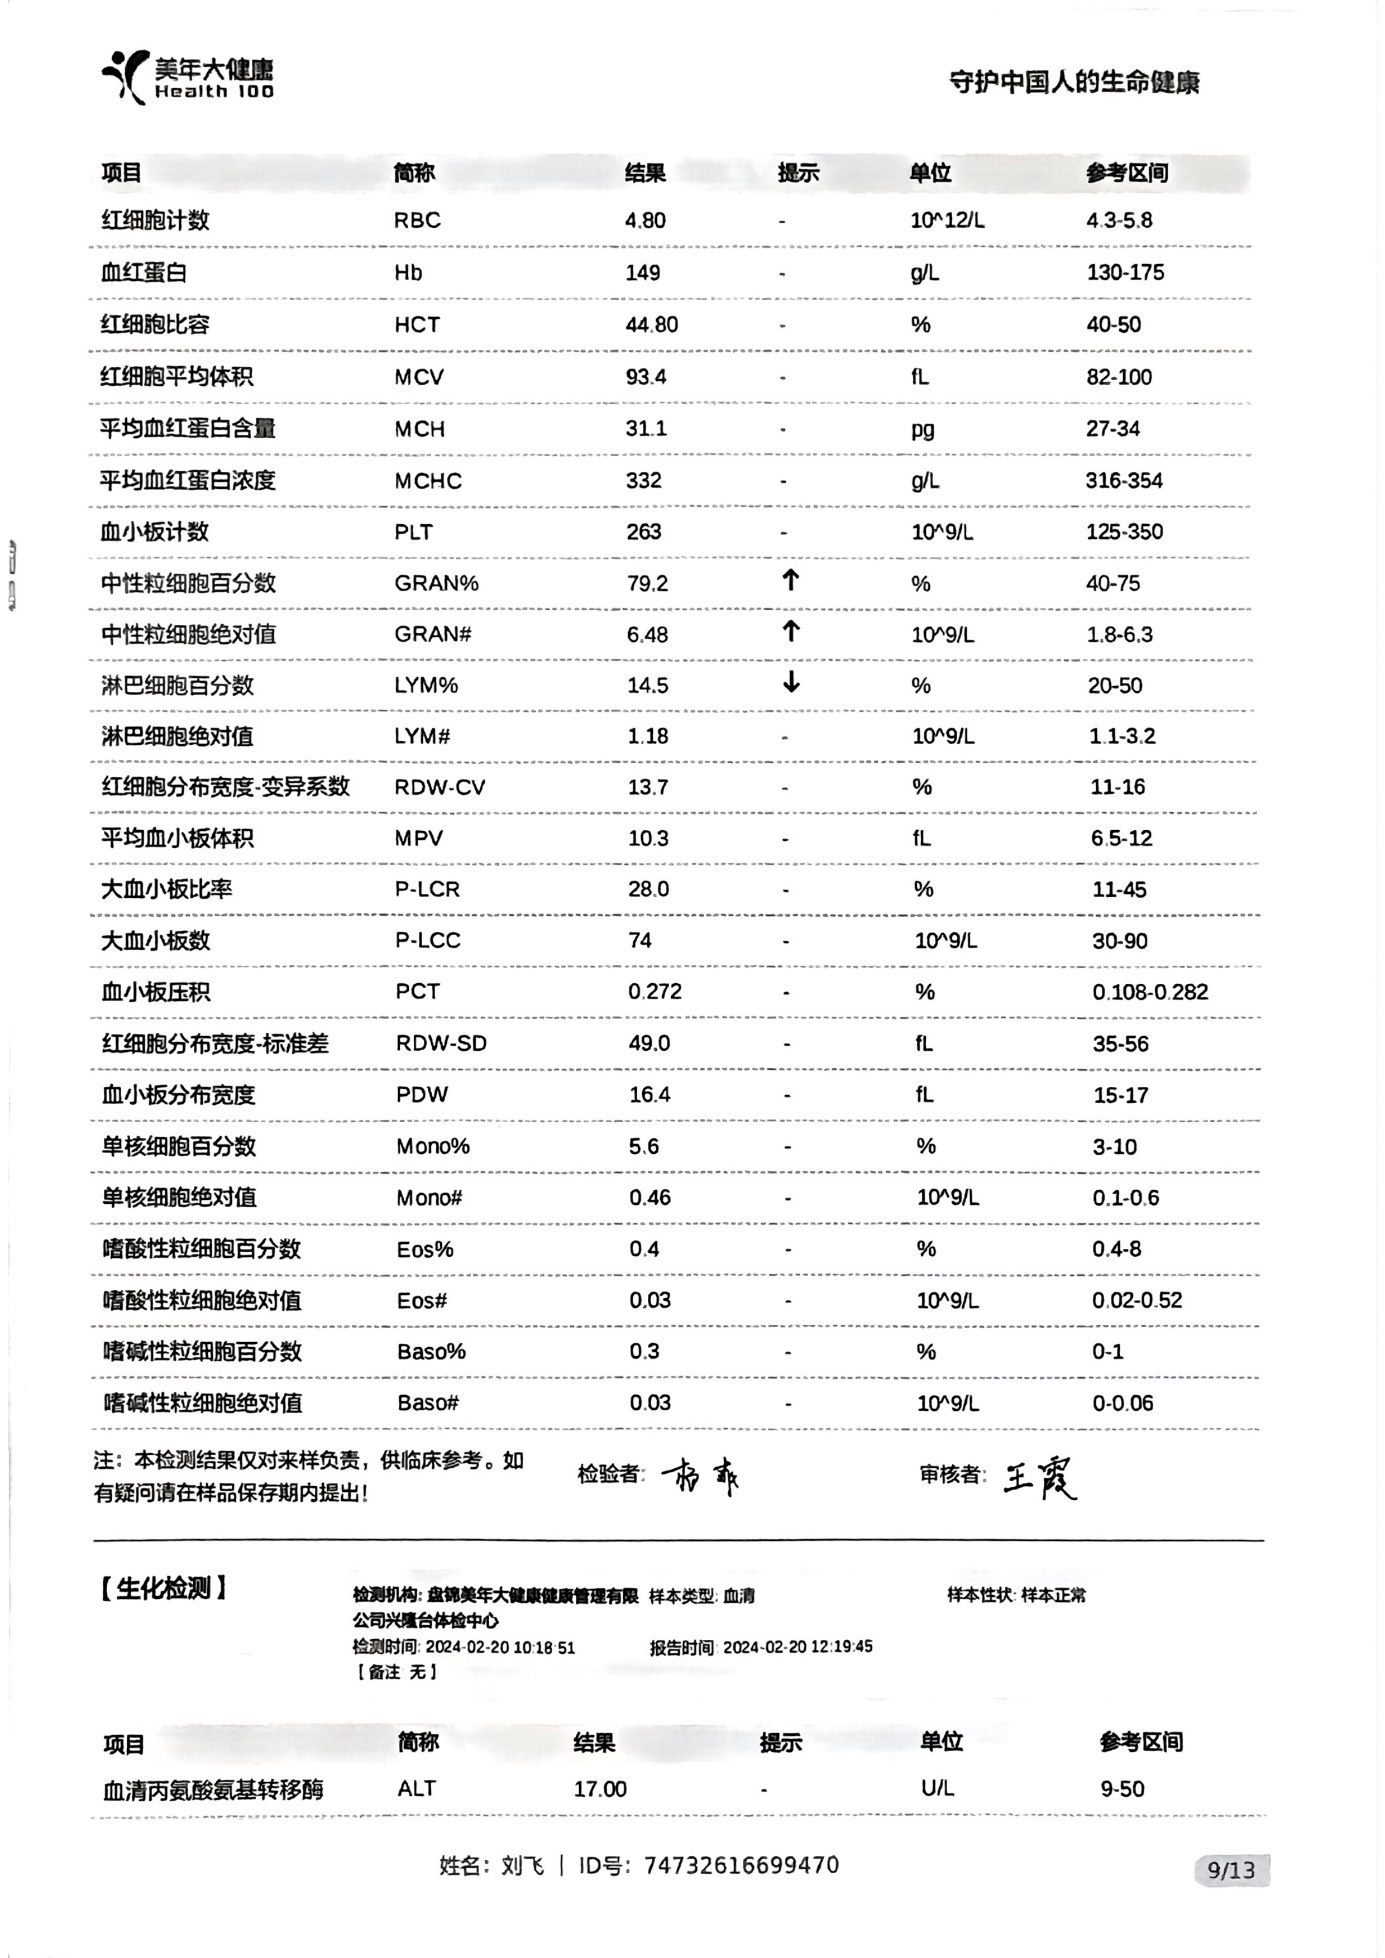 美年大健康
Health 100
守护中国人的生命健康
项目 简称 结果 提示 单位 参考区间
红细胞计数 RBC 4.80 - 10^12/L 4.3-5.8
血红蛋白 Hb 149 - g/L 130-175
红细胞比容 HCT 44.80 - % 40-50
红细胞平均体积 MCV 93.4 - fL 82-100
平均血红蛋白含量 MCH 31.1 - pg 27-34
平均血红蛋白浓度 MCHC 332 - g/L 316-354
血小板计数 PLT 263 - 10^9/L 125-350
中性粒细胞百分数 GRAN% 79.2 ↑ % 40-75
中性粒细胞绝对值 GRAN# 6.48 ↑ 10^9/L 1.8-6.3
淋巴细胞百分数 LYM% 14.5 ↓ % 20-50
淋巴细胞绝对值 LYM# 1.18 - 10^9/L 1.1-3.2
红细胞分布宽度-变异系数 RDW-CV 13.7 - % 11-16
平均血小板体积 MPV 10.3 - fL 6.5-12
大血小板比率 P-LCR 28.0 - % 11-45
大血小板数 P-LCC 74 - 10^9/L 30-90
血小板压积 PCT 0.272 - % 0.108-0.282
红细胞分布宽度-标准差 RDW-SD 49.0 - fL 35-56
血小板分布宽度 PDW 16.4 - fL 15-17
单核细胞百分数 Mono% 5.6 - % 3-10
单核细胞绝对值 Mono# 0.46 - 10^9/L 0.1-0.6
嗜酸性粒细胞百分数 Eos% 0.4 - % 0.4-8
嗜酸性粒细胞绝对值 Eos# 0.03 - 10^9/L 0.02-0.52
嗜碱性粒细胞百分数 Baso% 0.3 - % 0-1
嗜碱性粒细胞绝对值 Baso# 0.03 - 10^9/L 0-0.06
注：本检测结果仅对来样负责，供临床参考。如
有疑问请在样品保存期内提出！
检验者: 杨
审核者: 王霞
【生化检测】
检测机构: 盘锦美年大健康健康管理有限 样本类型: 血清 样本性状: 样本正常
公司兴隆台体检中心
检测时间: 2024-02-20 10:18:51 报告时间: 2024-02-20 12:19:45
【备注 无】
项目 简称 结果 提示 单位 参考区间
血清丙氨酸氨基转移酶 ALT 17.00 - U/L 9-50
姓名：刘飞 | ID号：74732616699470
9/13